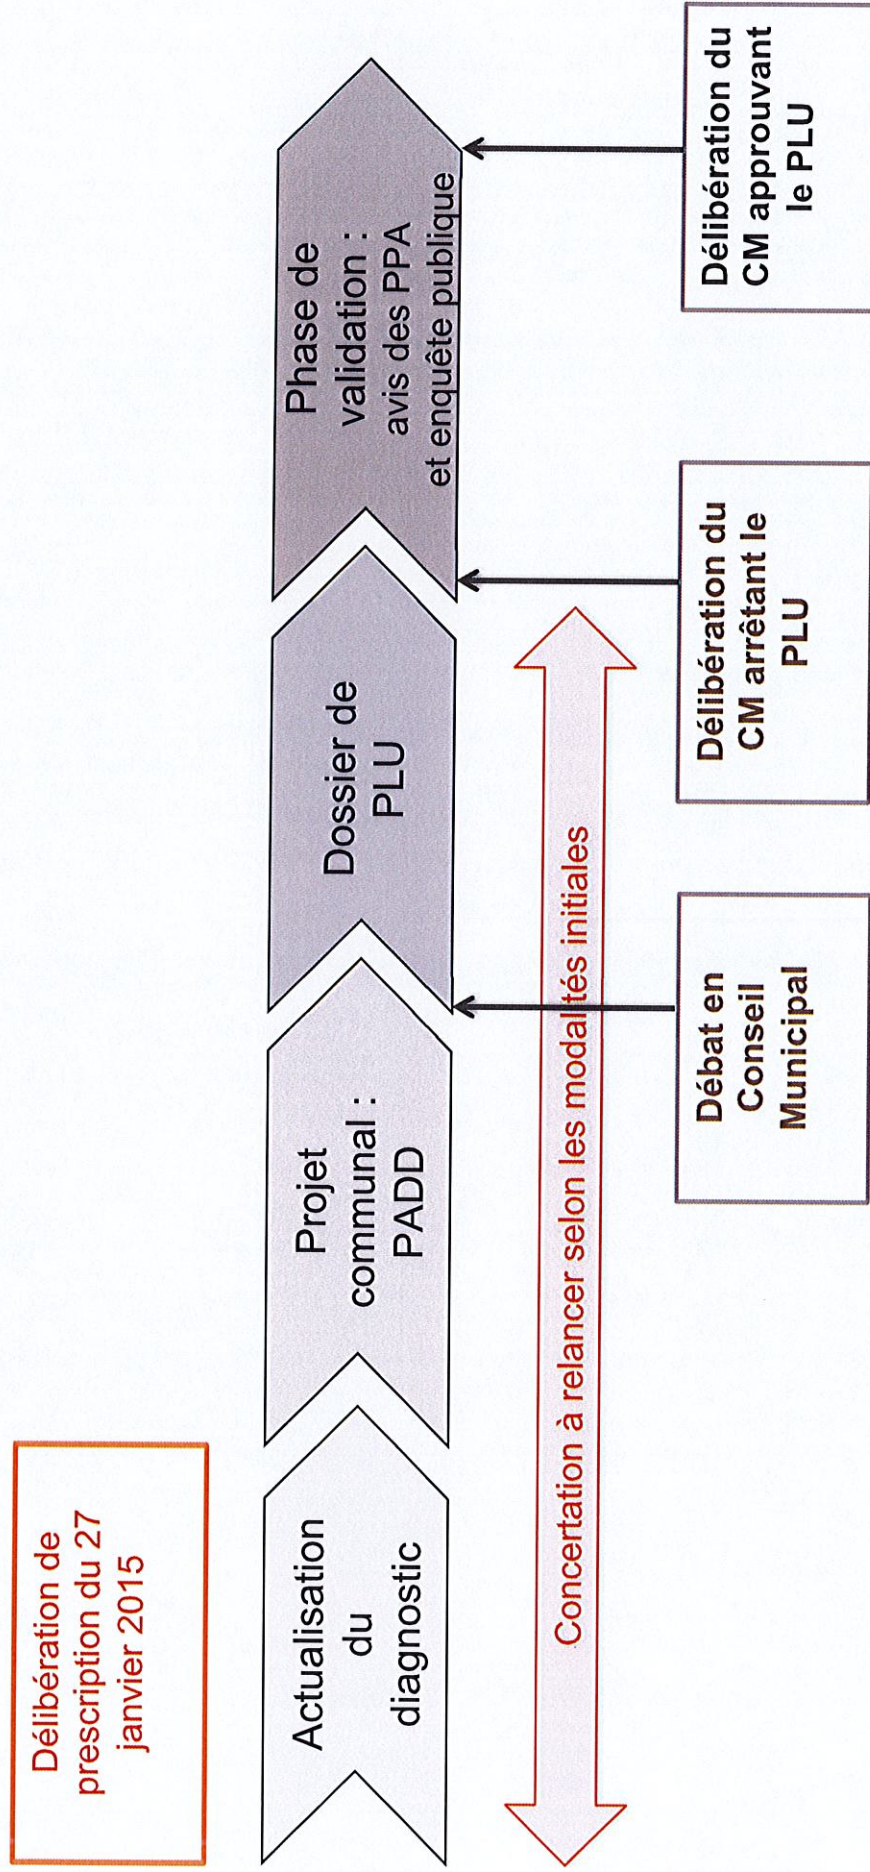 Délibération de
prescription du 27
janvier 2015
Actualisation
du
diagnostic
Projet
communal :
PADD
Dossier de
PLU
Phase de
validation :
avis des PPA
et enquête publique
Concertation à relancer selon les modalités initiales
Débat en
Conseil
Municipal
Délibération du
CM arrêtant le
PLU
Délibération du
CM approuvant
le PLU